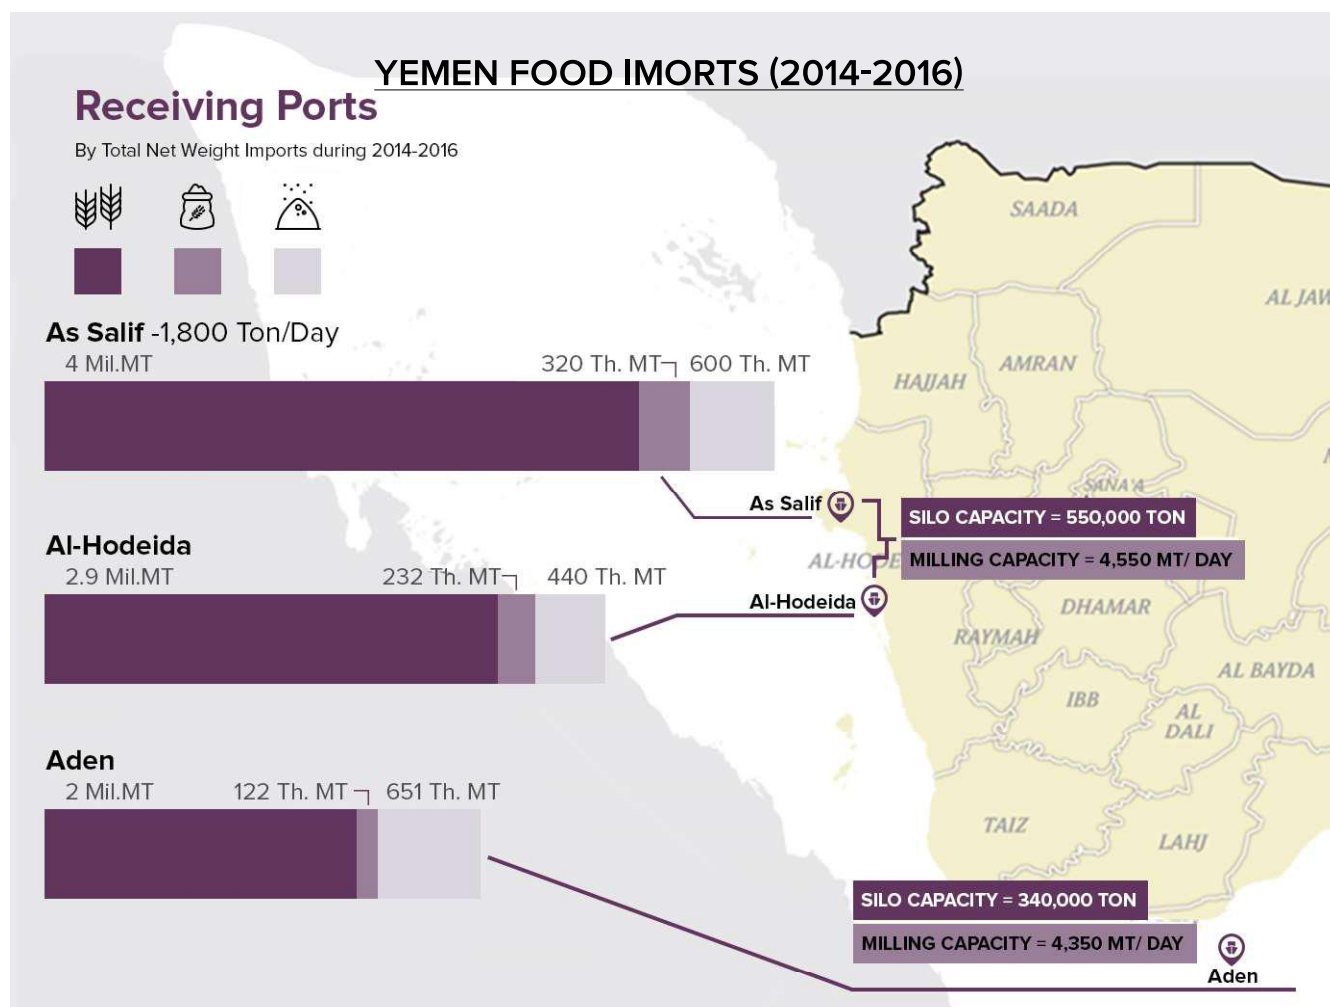 YEMEN FOOD IMORTS (2014-2016)
Receiving Ports
By Total Net Weight Imports during 2014-2016
As Salif -1,800 Ton/Day
4 Mil.MT
320 Th. MT
600 Th. MT
Al-Hodeida
2.9 Mil.MT
232 Th. MT
440 Th. MT
Aden
2 Mil.MT
122 Th. MT
651 Th. MT
SAADA
AL JAW
AMRAN
HAJJAH
SANA'A
As Salif
SILO CAPACITY = 550,000 TON
AL-HODE
MILLING CAPACITY = 4,550 MT/ DAY
Al-Hodeida
DHAMAR
RAYMAH
AL BAYDA
IBB
AL
DALI
TAIZ
LAHJ
SILO CAPACITY = 340,000 TON
MILLING CAPACITY = 4,350 MT/ DAY
Aden